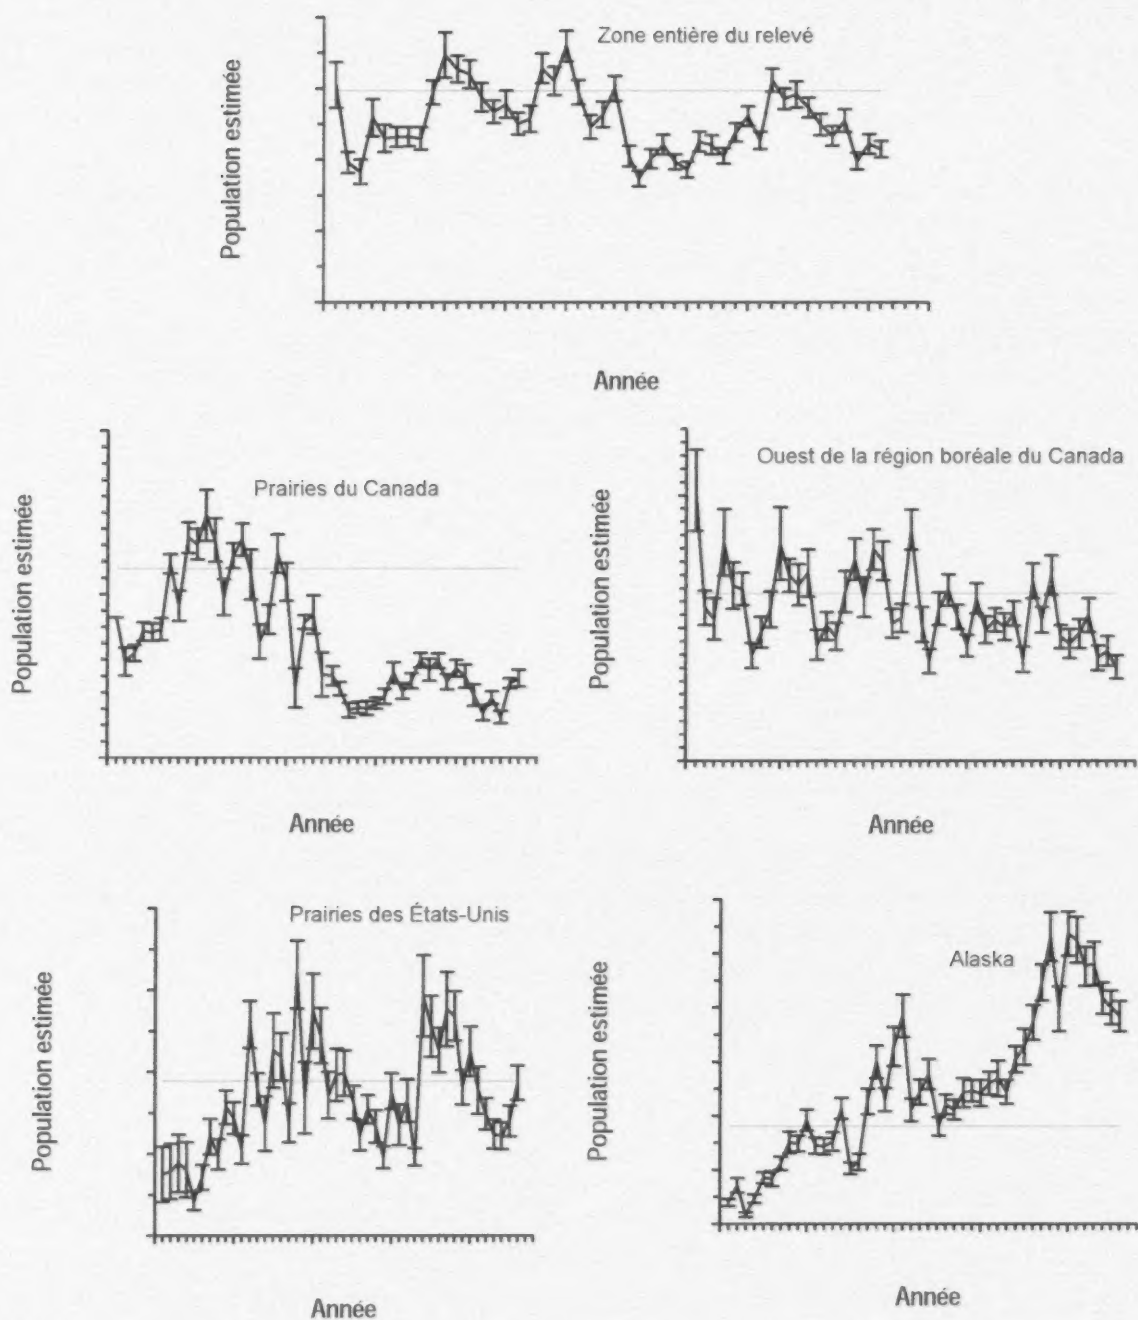 Zone entière du relevé
Population estimée
Année
Prairies du Canada
Population estimée
Année
Ouest de la région boréale du Canada
Population estimée
Année
Prairies des États-Unis
Population estimée
Année
Alaska
Population estimée
Année